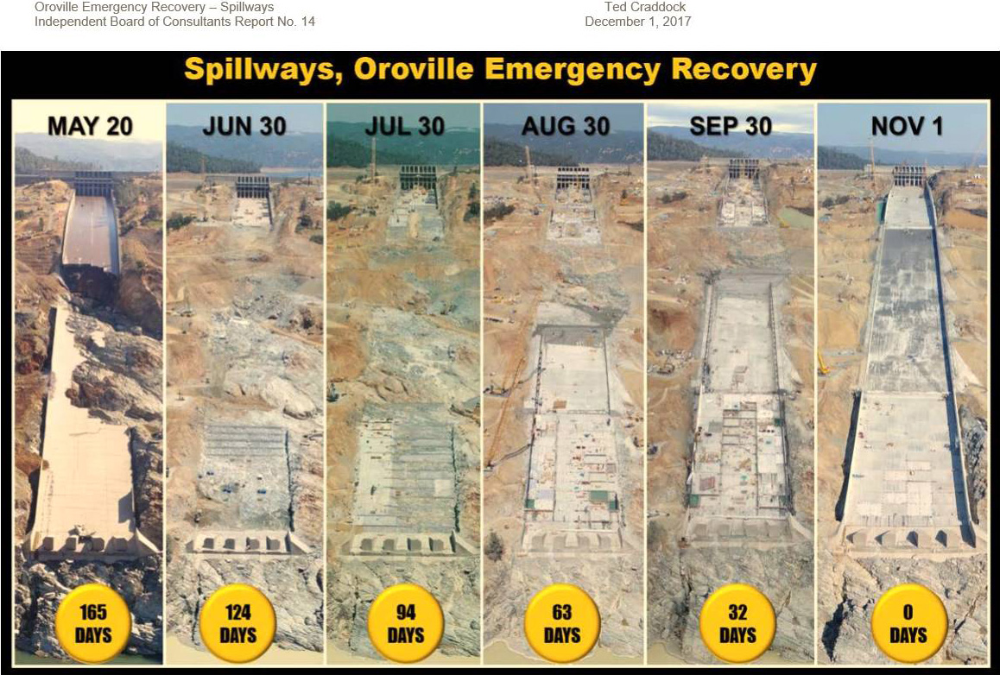 Oroville Emergency Recovery – Spillways
Independent Board of Consultants Report No. 14
Ted Craddock
December 1, 2017
Spillways, Oroville Emergency Recovery
MAY 20
JUN 30
JUL 30
AUG 30
SEP 30
NOV 1
165
DAYS
124
DAYS
94
DAYS
63
DAYS
32
DAYS
0
DAYS